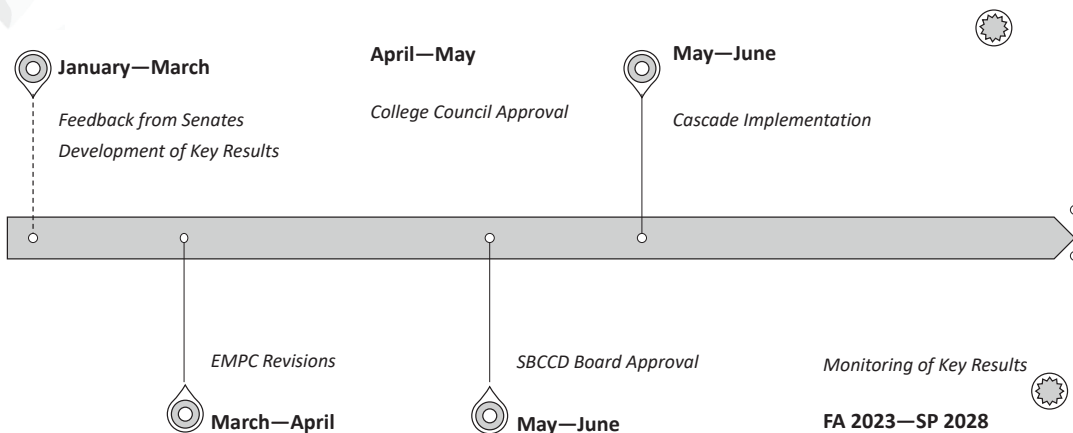 January—March
Feedback from Senates
Development of Key Results
April—May
College Council Approval
May—June
Cascade Implementation
EMPC Revisions
March—April
SBCCD Board Approval
May—June
Monitoring of Key Results
FA 2023—SP 2028